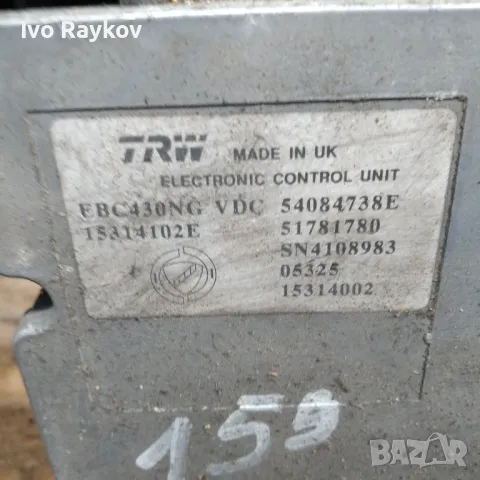 Ivo Raykov
TRW MADE IN UK
ELECTRONIC CONTROL UNIT
EBC430NG VDC 54084738E
15314102E 51781780
SN4108983
05325
15314002
159
BAZAR